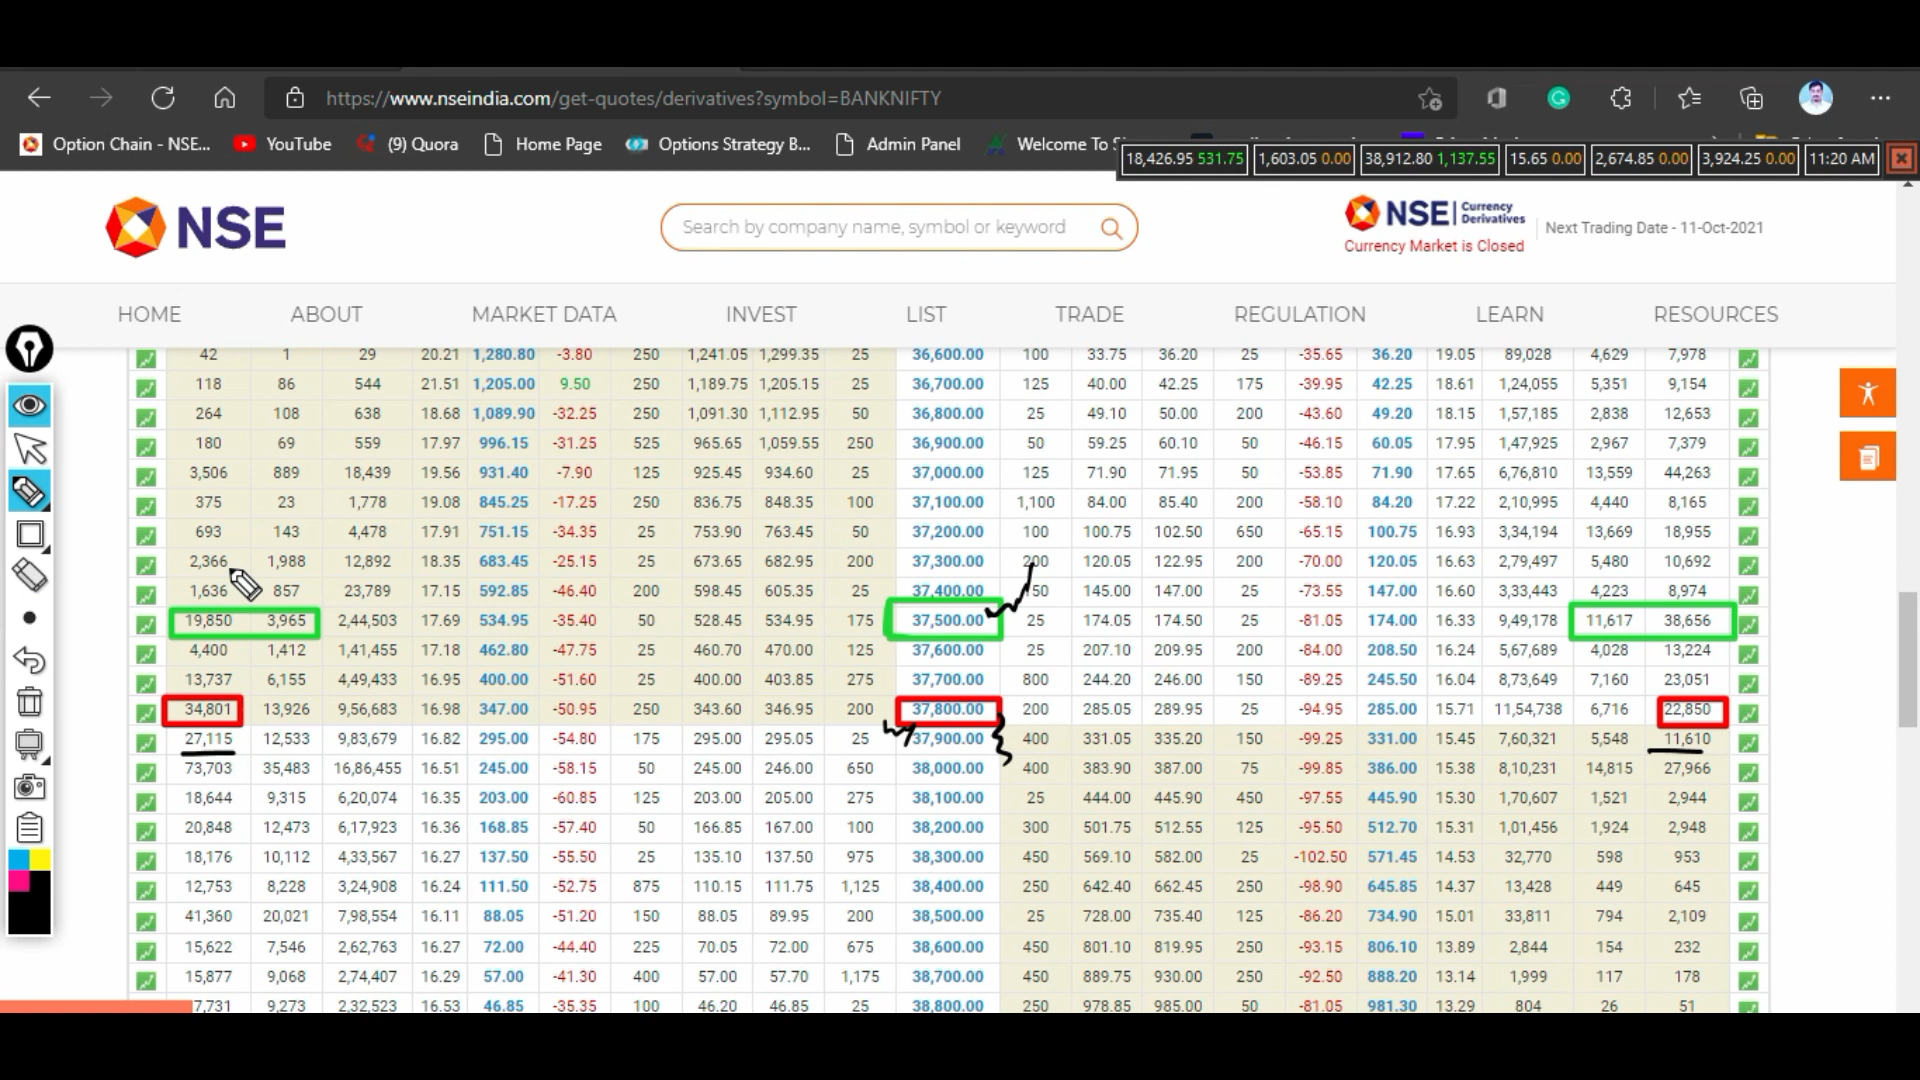 https://www.nseindia.com/get-quotes/derivatives?symbol=BANKNIFTY
Option Chain - NSE... YouTube (9) Quora Home Page Options Strategy B... Admin Panel Welcome To
18,426.95 531.75 1,603.05 0.00 38,912.80 1,137.55 15.65 0.00 2,674.85 0.00 3,924.25 0.00 11:20 AM
NSE Search by company name, symbol or keyword NSE Currency Derivatives
Currency Market is Closed Next Trading Date - 11-Oct-2021
HOME ABOUT MARKET DATA INVEST LIST TRADE REGULATION LEARN RESOURCES
42 1 29 20.21 1,280.80 -3.80 250 1,241.05 1,299.35 25 36,600.00 100 33.75 36.20 25 -35.65 36.20 19.05 89,028 4,629 7,978
118 86 544 21.51 1,205.00 9.50 250 1,189.75 1,205.15 25 36,700.00 125 40.00 42.25 175 -39.95 42.25 18.61 1,24,055 5,351 9,154
264 108 638 18.68 1,089.90 -32.25 250 1,091.30 1,112.95 50 36,800.00 25 49.10 50.00 200 -43.60 49.20 18.15 1,57,185 2,838 12,653
180 69 559 17.97 996.15 -31.25 525 965.65 1,059.55 250 36,900.00 50 59.25 60.10 50 -46.15 60.05 17.95 1,47,925 2,967 7,379
3,506 889 18,439 19.56 931.40 -7.90 125 925.45 934.60 25 37,000.00 125 71.90 71.95 50 -53.85 71.90 17.65 6,76,810 13,559 44,263
375 23 1,778 19.08 845.25 -17.25 250 836.75 848.35 100 37,100.00 1,100 84.00 85.40 200 -58.10 84.20 17.22 2,10,995 4,440 8,165
693 143 4,478 17.91 751.15 -34.35 25 753.90 763.45 50 37,200.00 100 100.75 102.50 650 -65.15 100.75 16.93 3,34,194 13,669 18,955
2,366 1,988 12,892 18.35 683.45 -25.15 25 673.65 682.95 200 37,300.00 200 120.05 122.95 200 -70.00 120.05 16.63 2,79,497 5,480 10,692
1,636 857 23,789 17.15 592.85 -46.40 200 598.45 605.35 25 37,400.00 50 145.00 147.00 25 -73.55 147.00 16.60 3,33,443 4,223 8,974
19,850 3,965 2,44,503 17.69 534.95 -35.40 50 528.45 534.95 175 37,500.00 25 174.05 174.50 25 -81.05 174.00 16.33 9,49,178 11,617 38,656
4,400 1,412 1,41,455 17.18 462.80 -47.75 25 460.70 470.00 125 37,600.00 25 207.10 209.95 200 -84.00 208.50 16.24 5,67,689 4,028 13,224
13,737 6,155 4,49,433 16.95 400.00 -51.60 25 400.00 403.85 275 37,700.00 800 244.20 246.00 150 -89.25 245.50 16.04 8,73,649 7,160 23,051
34,801 13,926 9,56,683 16.98 347.00 -50.95 250 343.60 346.95 200 37,800.00 200 285.05 289.95 25 -94.95 285.00 15.71 11,54,738 6,716 22,850
27,115 12,533 9,83,679 16.82 295.00 -54.80 175 295.00 295.05 25 37,900.00 400 331.05 335.20 150 -99.25 331.00 15.45 7,60,321 5,548 11,610
73,703 35,483 16,86,455 16.51 245.00 -58.15 50 245.00 246.00 650 38,000.00 400 383.90 387.00 75 -99.85 386.00 15.38 8,10,231 14,815 27,966
18,644 9,315 6,20,074 16.35 203.00 -60.85 125 203.00 205.00 275 38,100.00 25 444.00 445.90 450 -97.55 445.90 15.30 1,70,607 1,521 2,944
20,848 12,473 6,17,923 16.36 168.85 -57.40 50 166.85 167.00 100 38,200.00 300 501.75 512.55 125 -95.50 512.70 15.31 1,01,456 1,924 2,948
18,176 10,112 4,33,567 16.27 137.50 -55.50 25 135.10 137.50 975 38,300.00 450 569.10 582.00 25 -102.50 571.45 14.53 32,770 598 953
12,753 8,228 3,24,908 16.24 111.50 -52.75 875 110.15 111.75 1,125 38,400.00 250 642.40 662.45 250 -98.90 645.85 14.37 13,428 449 645
41,360 20,021 7,98,554 16.11 88.05 -51.20 150 88.05 89.95 200 38,500.00 25 728.00 735.40 125 -86.20 734.90 15.01 33,811 794 2,109
15,622 7,546 2,62,763 16.27 72.00 -44.40 225 70.05 72.00 675 38,600.00 450 801.10 819.95 250 -93.15 806.10 13.89 2,844 154 232
15,877 9,068 2,74,407 16.29 57.00 -41.30 400 57.00 57.70 1,175 38,700.00 450 889.75 930.00 250 -92.50 888.20 13.14 1,999 117 178
7,731 9,273 2,32,523 16.53 46.85 -35.35 100 46.20 46.85 25 38,800.00 250 978.85 985.00 50 -81.05 981.30 13.29 804 26 51